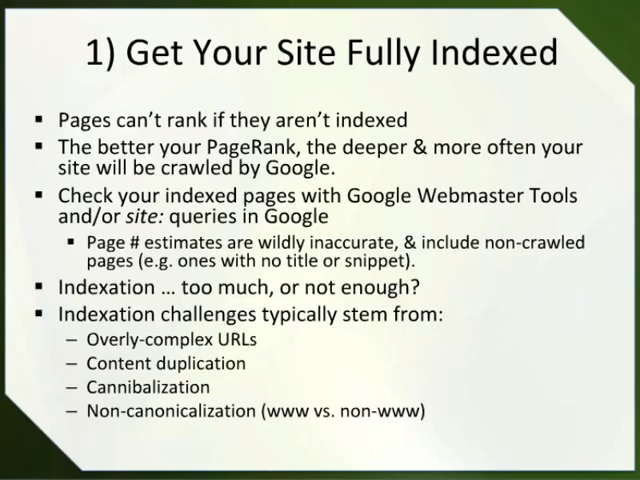 1) Get Your Site Fully Indexed
▪ Pages can’t rank if they aren’t indexed
▪ The better your PageRank, the deeper & more often your
site will be crawled by Google.
▪ Check your indexed pages with Google Webmaster Tools
and/or site: queries in Google
▪ Page # estimates are wildly inaccurate, & include non-crawled
pages (e.g. ones with no title or snippet).
▪ Indexation … too much, or not enough?
▪ Indexation challenges typically stem from:
– Overly-complex URLs
– Content duplication
– Cannibalization
– Non-canonicalization (www vs. non-www)